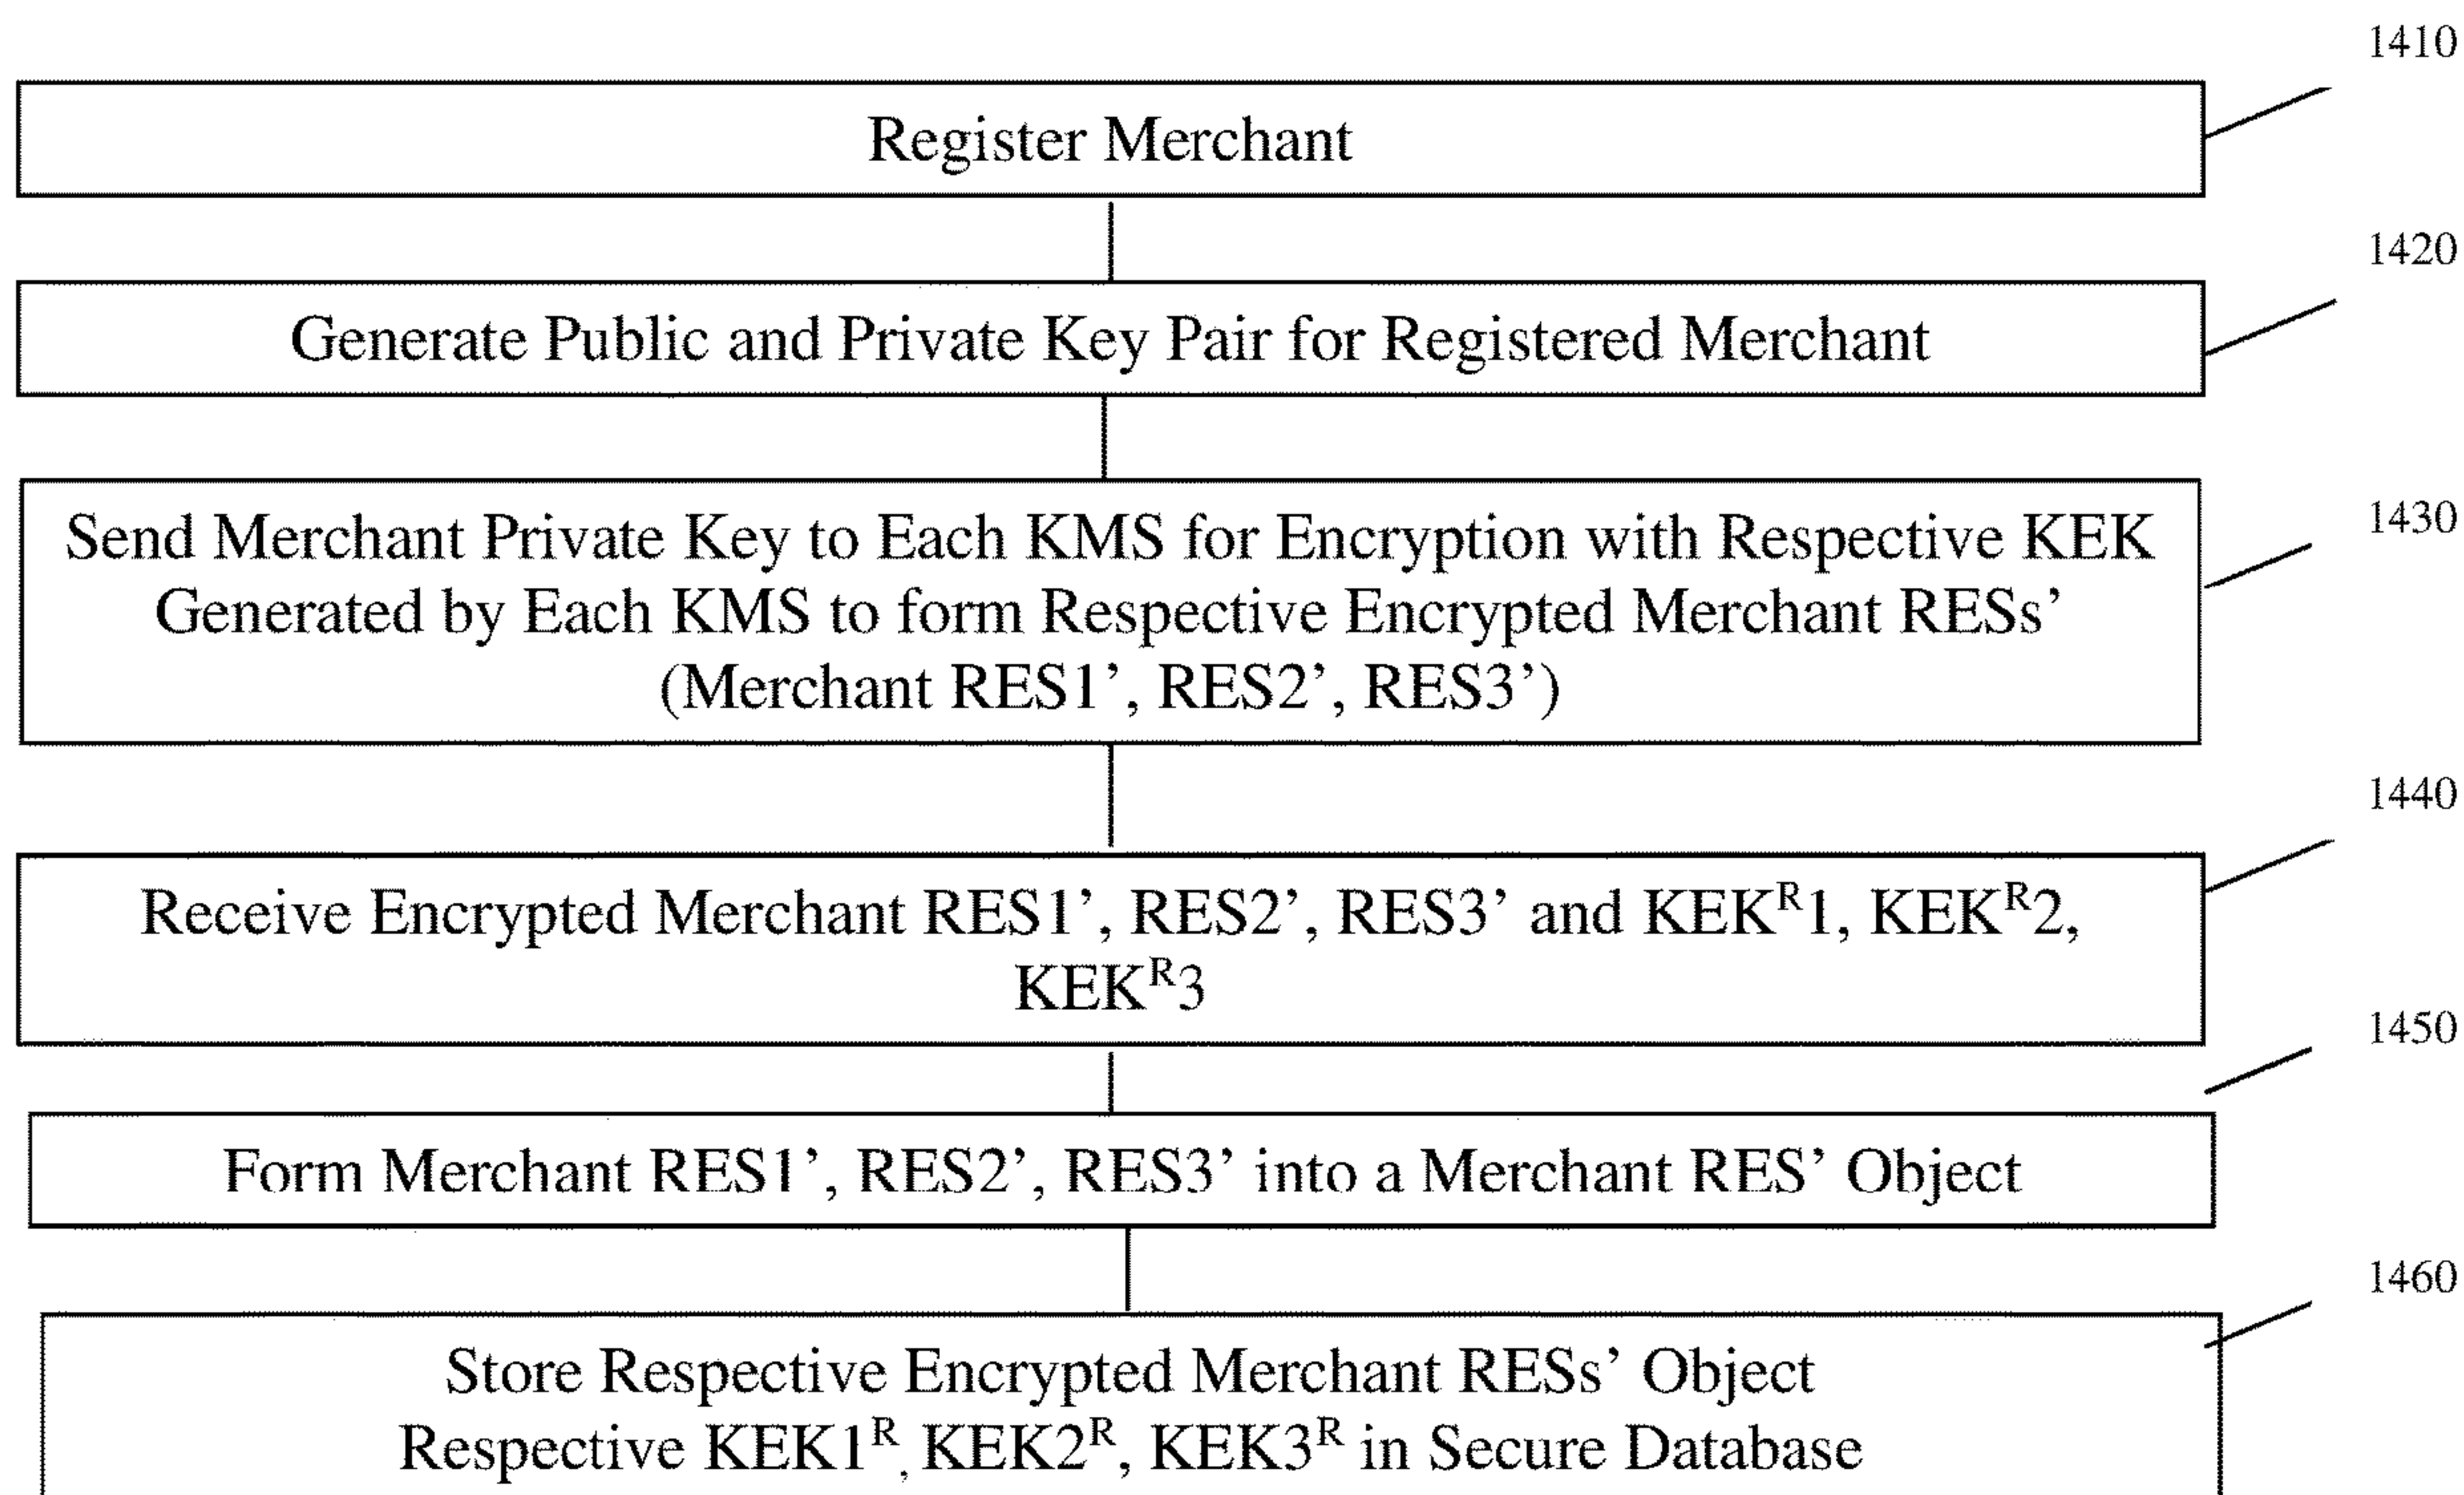 1410
Register Merchant
1420
Generate Public and Private Key Pair for Registered Merchant
1430
Send Merchant Private Key to Each KMS for Encryption with Respective KEK
Generated by Each KMS to form Respective Encrypted Merchant RESs’
(Merchant RES1’, RES2’, RES3’)
1440
Receive Encrypted Merchant RES1’, RES2’, RES3’ and KEKᴿ1, KEKᴿ2,
KEKᴿ3
1450
Form Merchant RES1’, RES2’, RES3’ into a Merchant RES’ Object
1460
Store Respective Encrypted Merchant RESs’ Object
Respective KEK1ᴿ, KEK2ᴿ, KEK3ᴿ in Secure Database